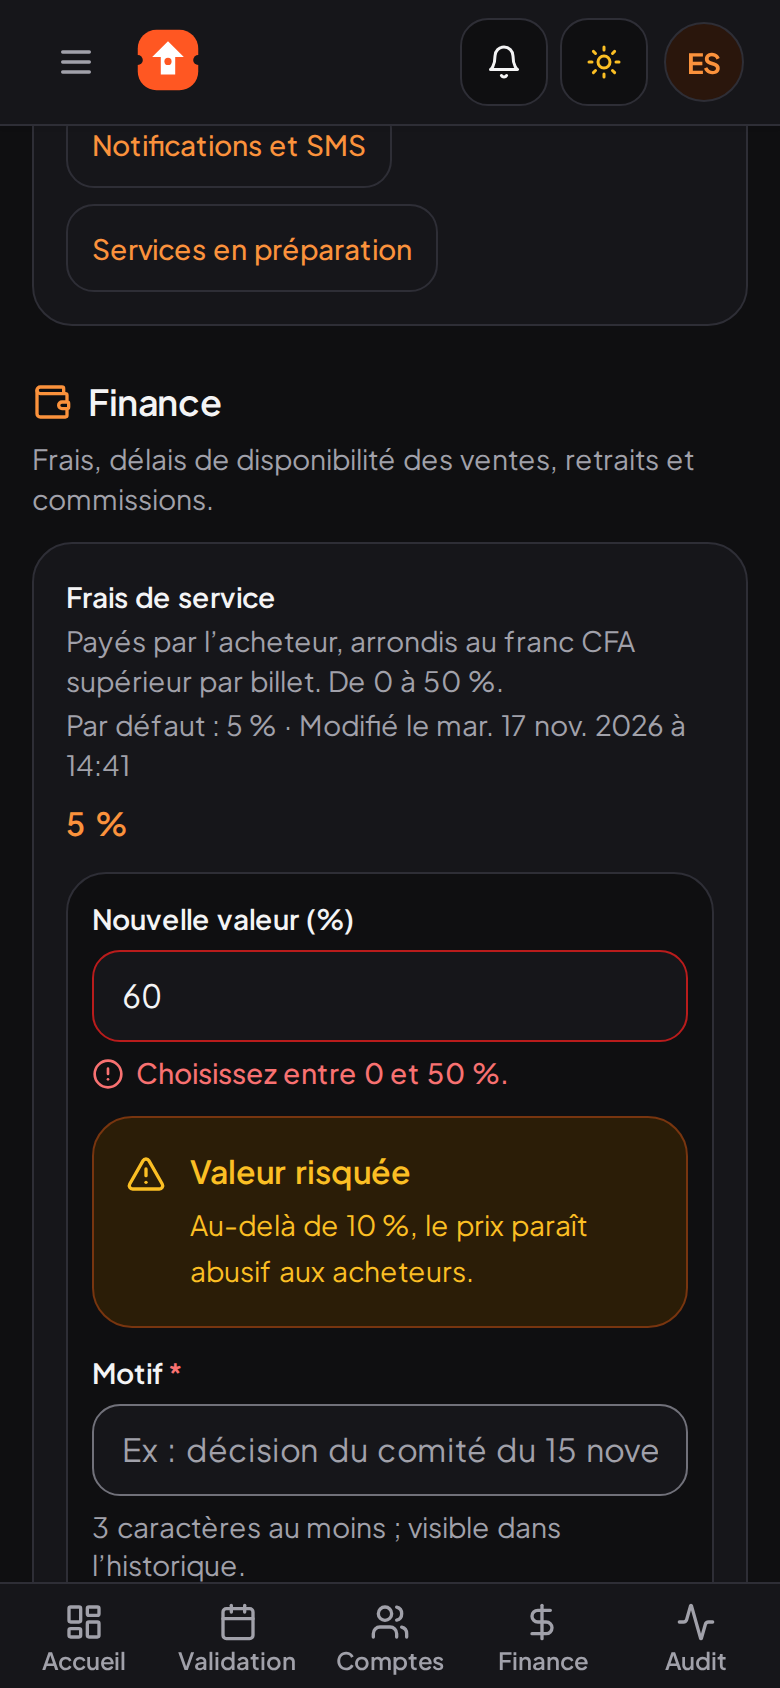 ES
Notifications et SMS
Services en préparation
Finance
Frais, délais de disponibilité des ventes, retraits et
commissions.
Frais de service
Payés par l’acheteur, arrondis au franc CFA
supérieur par billet. De 0 à 50 %.
Par défaut : 5 % · Modifié le mar. 17 nov. 2026 à
14:41
5 %
Nouvelle valeur (%)
60
Choisissez entre 0 et 50 %.
Valeur risquée
Au-delà de 10 %, le prix paraît
abusif aux acheteurs.
Motif *
Ex : décision du comité du 15 nove
3 caractères au moins ; visible dans
l’historique.
Accueil
Validation
Comptes
Finance
Audit